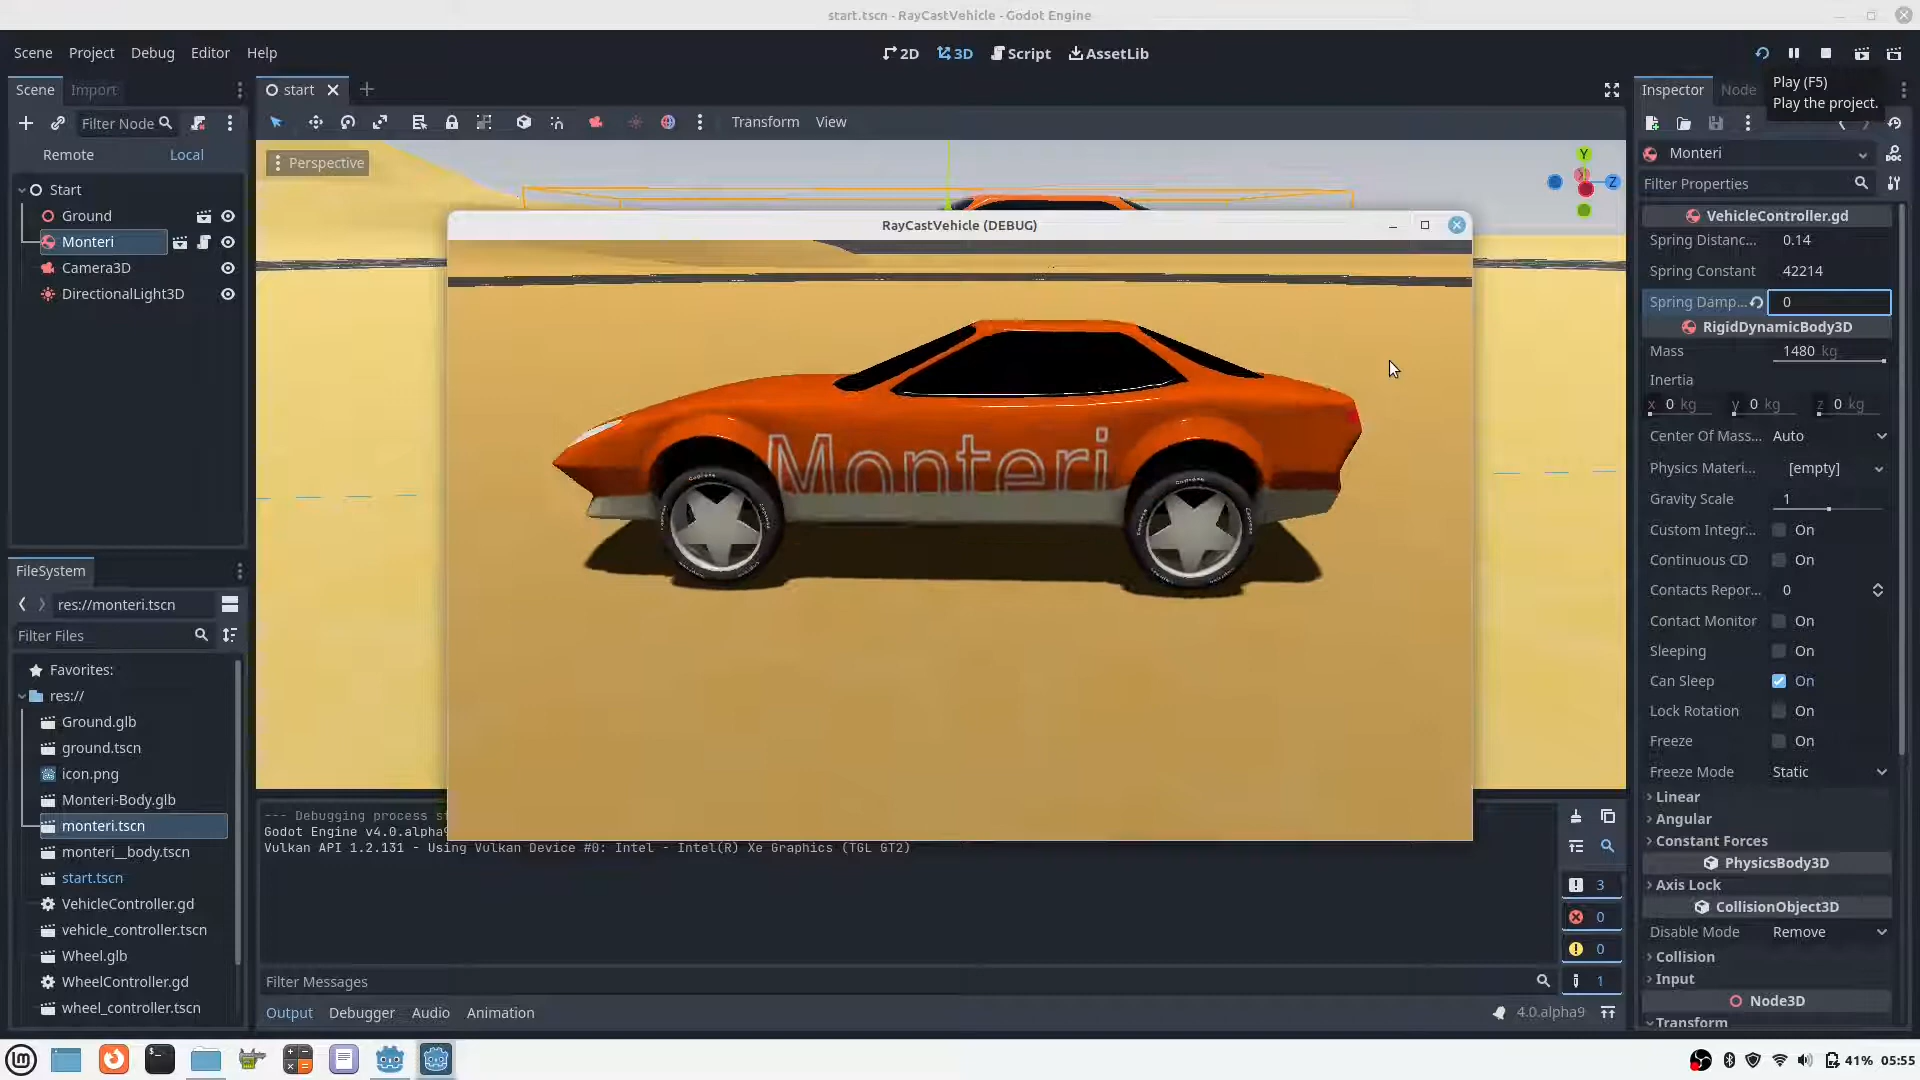 start.tscn - RayCastVehicle - Godot Engine
Scene Project Debug Editor Help
2D 3D Script AssetLib
Play (F5)
Play the project.
Scene Import
start
Inspector Node
Filter Node
Transform View
Remote Local
Perspective
Y
X
Z
Monteri
DOC
Filter Properties
Start
Ground
Monteri
Camera3D
DirectionalLight3D
RayCastVehicle (DEBUG)
Monteri
VehicleController.gd
Spring Distanc... 0.14
Spring Constant 42214
Spring Damp... 0
RigidDynamicBody3D
Mass 1480 kg
Inertia
x 0 kg y 0 kg z 0 kg
Center Of Mass... Auto
Physics Materi... [empty]
Gravity Scale 1
Custom Integr... On
Continuous CD On
Contacts Repor... 0
Contact Monitor On
Sleeping On
Can Sleep On
Lock Rotation On
Freeze On
Freeze Mode Static
Linear
Angular
Constant Forces
PhysicsBody3D
Axis Lock
CollisionObject3D
Disable Mode Remove
Collision
Input
Node3D
Transform
FileSystem
res://monteri.tscn
Filter Files
Favorites:
res://
Ground.glb
ground.tscn
icon.png
Monteri-Body.glb
monteri.tscn
monteri__body.tscn
start.tscn
VehicleController.gd
vehicle_controller.tscn
Wheel.glb
WheelController.gd
wheel_controller.tscn
--- Debugging process st
Godot Engine v4.0.alpha9
Vulkan API 1.2.131 - Using Vulkan Device #0: Intel - Intel(R) Xe Graphics (TGL GT2)
3
0
0
1
Filter Messages
Output Debugger Audio Animation
4.0.alpha9
41% 05:55